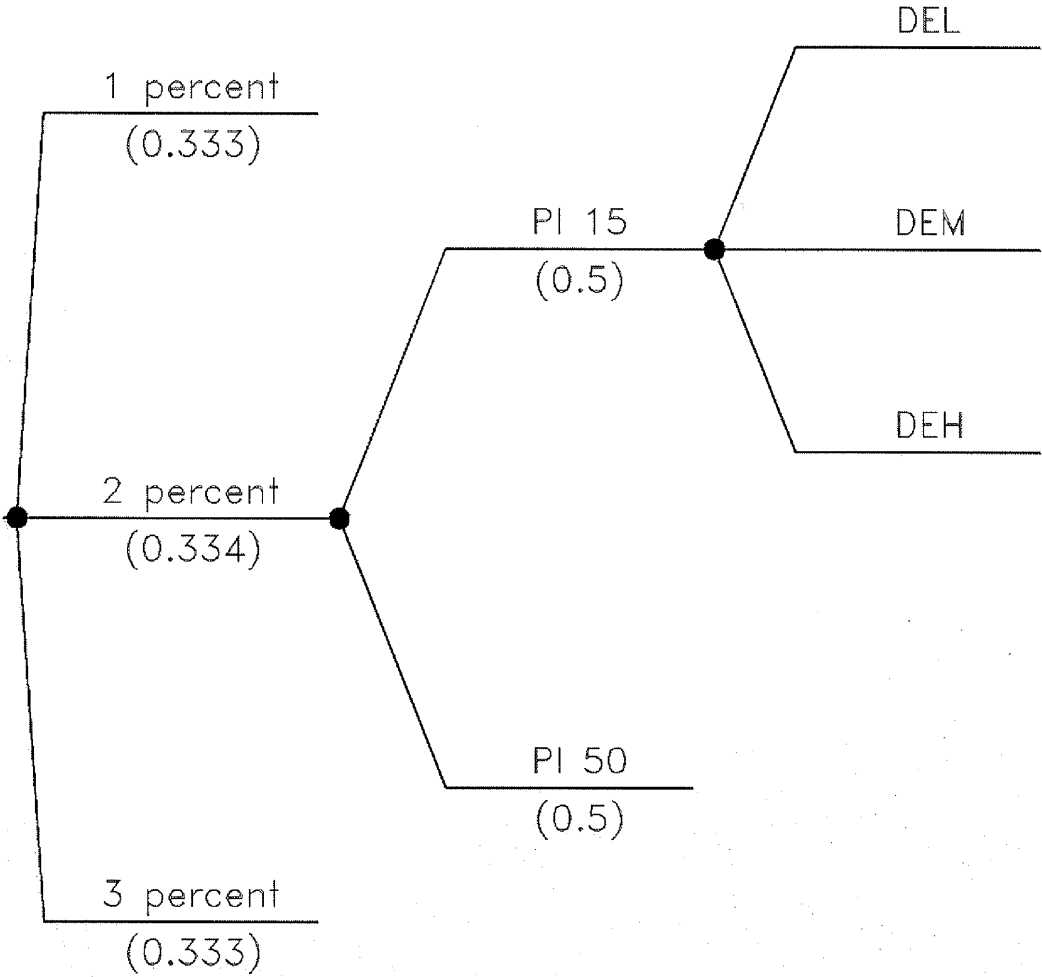 DEL
1 percent
(0.333)
PI 15
(0.5)
DEM
DEH
2 percent
(0.334)
PI 50
(0.5)
3 percent
(0.333)